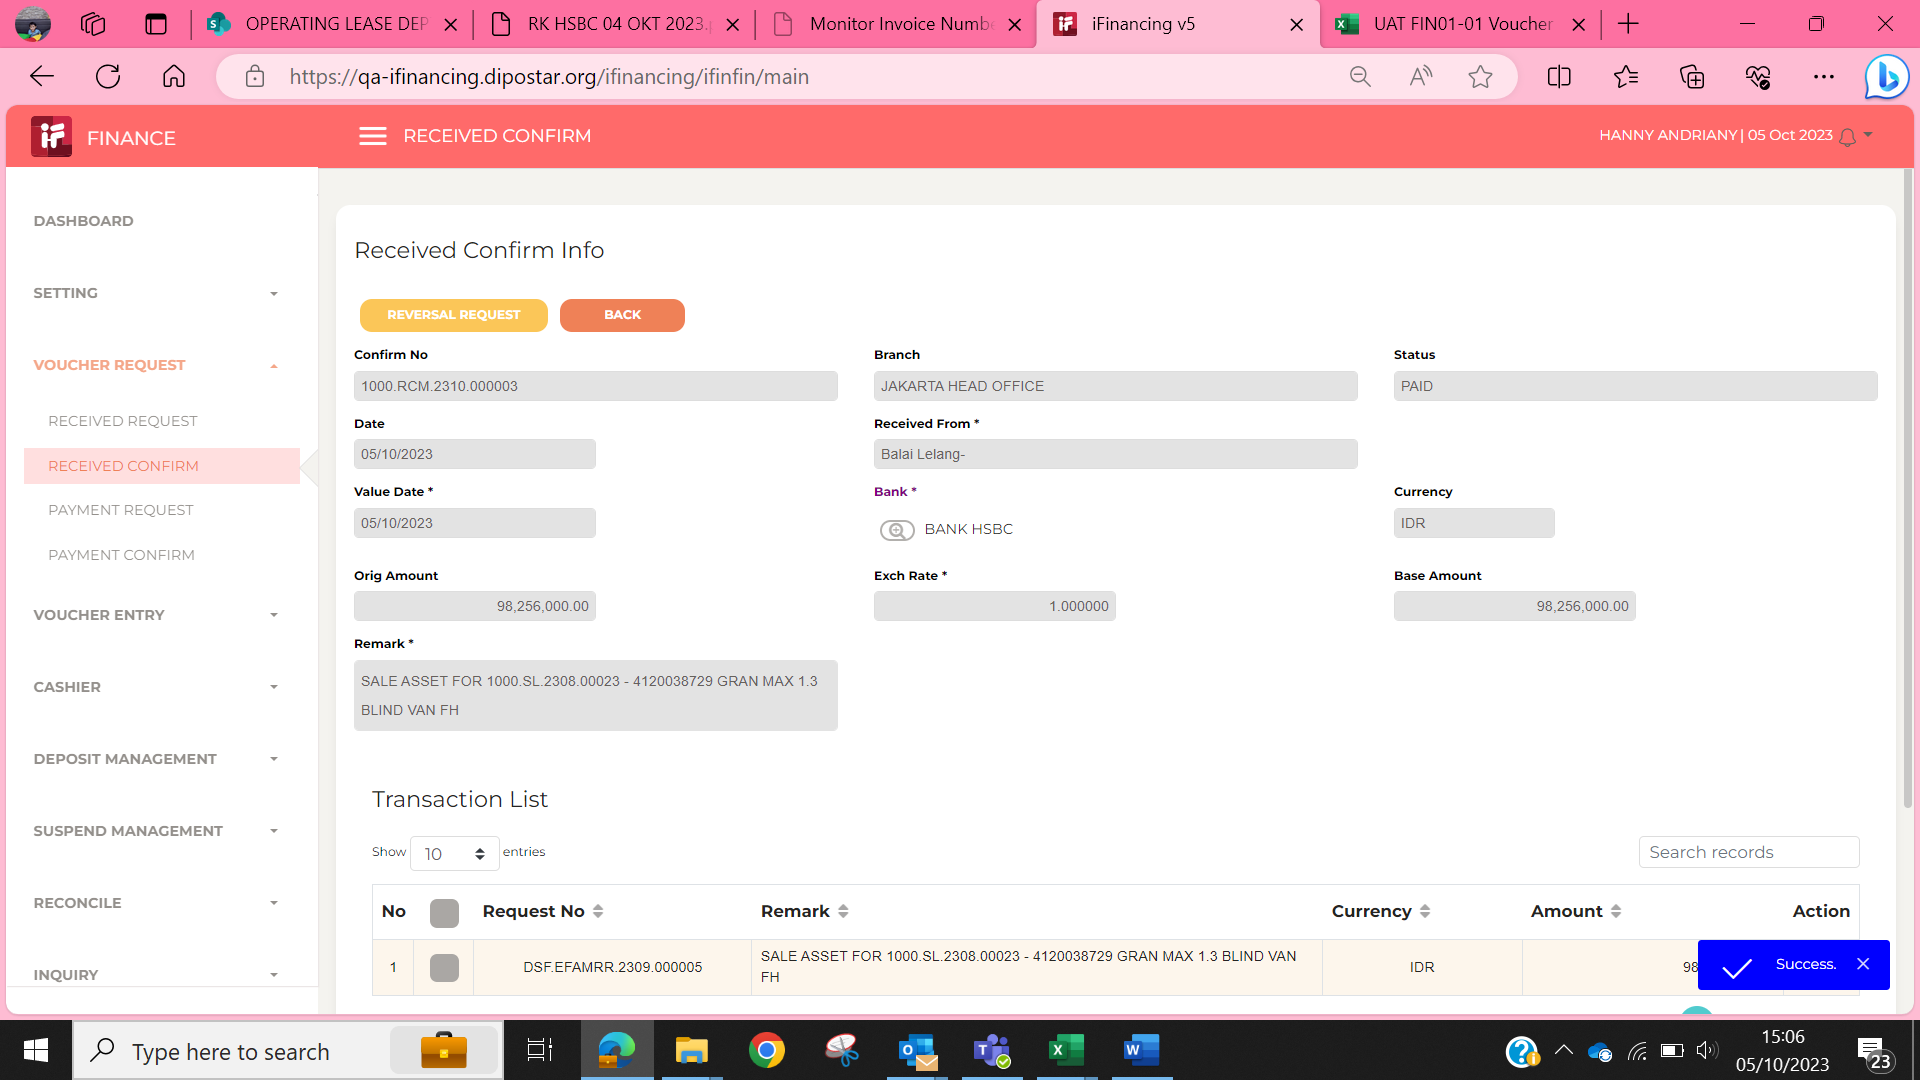 OPERATING LEASE DEP
RK HSBC 04 OKT 2023.
Monitor Invoice Numb
iFinancing v5
UAT FIN01-01 Voucher
https://qa-ifinancing.dipostar.org/ifinancing/ifinfin/main
iF FINANCE
RECEIVED CONFIRM
HANNY ANDRIANY | 05 Oct 2023
DASHBOARD
SETTING
VOUCHER REQUEST
RECEIVED REQUEST
RECEIVED CONFIRM
PAYMENT REQUEST
PAYMENT CONFIRM
VOUCHER ENTRY
CASHIER
DEPOSIT MANAGEMENT
SUSPEND MANAGEMENT
RECONCILE
INQUIRY
Received Confirm Info
REVERSAL REQUEST BACK
Confirm No Branch Status
1000.RCM.2310.000003 JAKARTA HEAD OFFICE PAID
Date Received From *
05/10/2023 Balai Lelang-
Value Date * Bank * Currency
05/10/2023 BANK HSBC IDR
Orig Amount Exch Rate * Base Amount
98,256,000.00 1.000000 98,256,000.00
Remark *
SALE ASSET FOR 1000.SL.2308.00023 - 4120038729 GRAN MAX 1.3
BLIND VAN FH
Transaction List
Show 10 entries
Search records
No Request No Remark Currency Amount Action
1 DSF.EFAMRR.2309.000005 SALE ASSET FOR 1000.SL.2308.00023 - 4120038729 GRAN MAX 1.3 BLIND VAN IDR 98
FH
Success.
Type here to search
15:06
05/10/2023
23